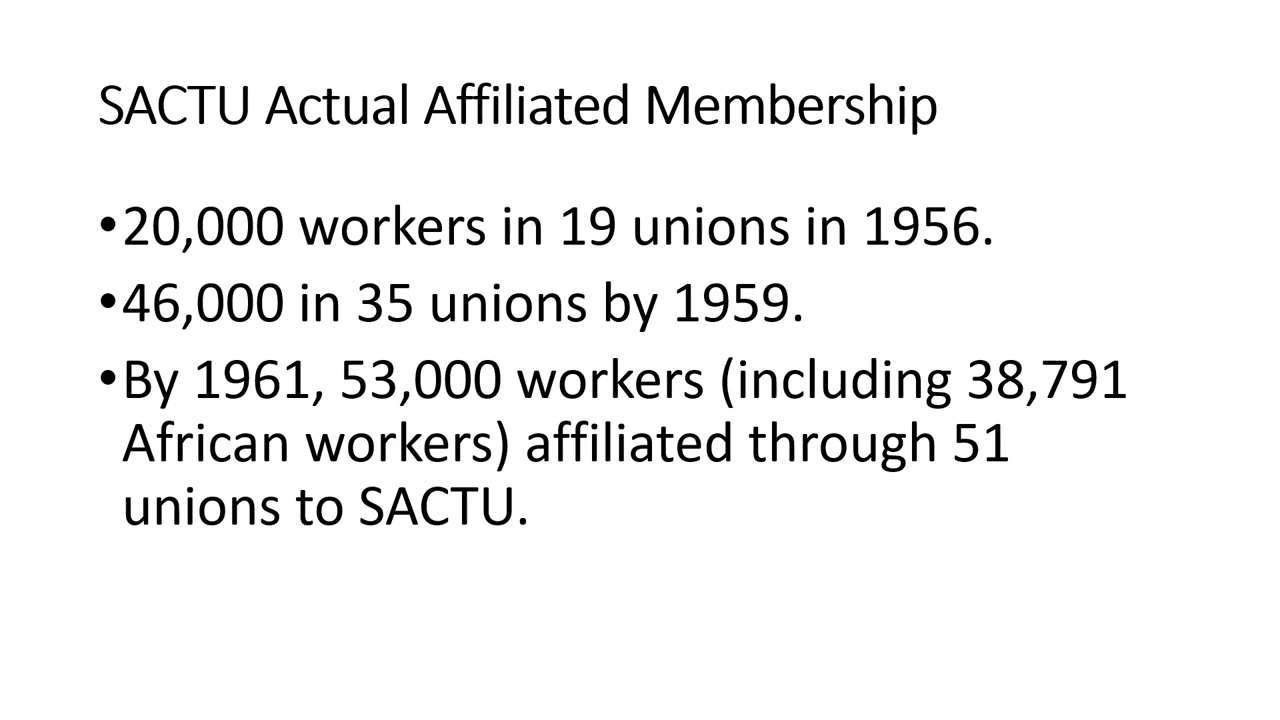 SACTU Actual Affiliated Membership
•20,000 workers in 19 unions in 1956.
•46,000 in 35 unions by 1959.
•By 1961, 53,000 workers (including 38,791
African workers) affiliated through 51
unions to SACTU.